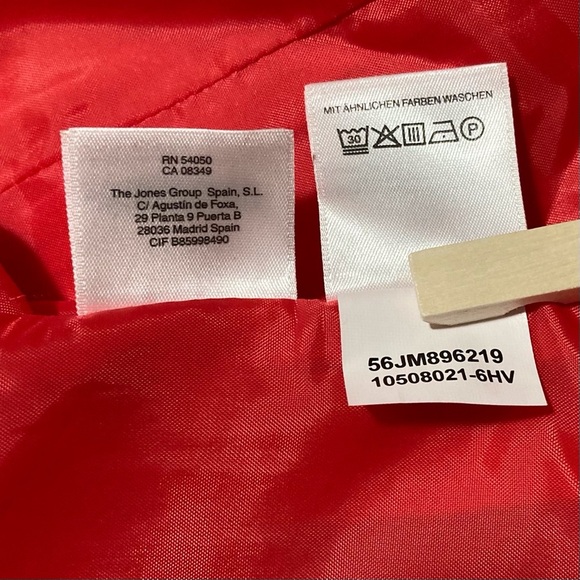 RN 54050
CA 08349
The Jones Group Spain, S.L.
C/ Agustín de Foxa,
29 Planta 9 Puerta B
28036 Madrid Spain
CIF B85998490
MIT ÄHNLICHEN FARBEN WASCHEN
30 P
56JM896219
10508021-6HV